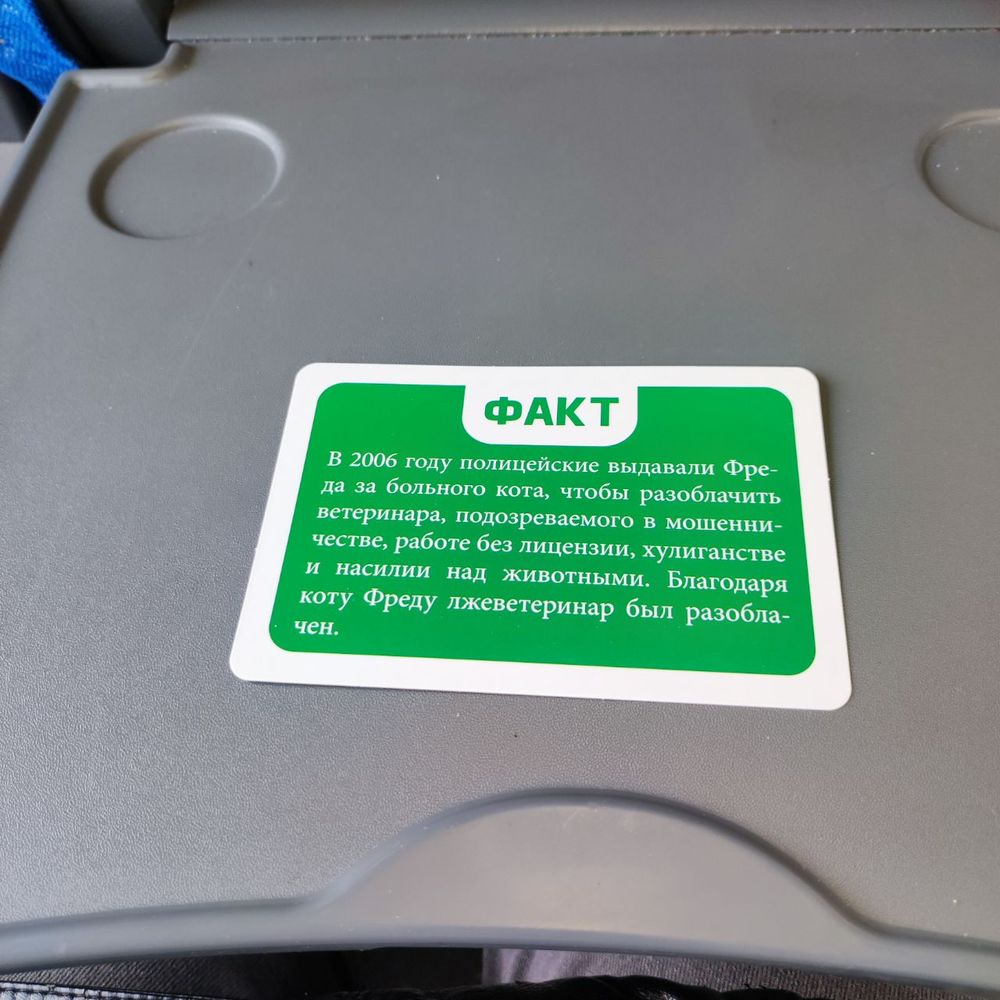 ФАКТ
В 2006 году полицейские выдавали Фре-
да за больного кота, чтобы разоблачить
ветеринара, подозреваемого в мошенни-
честве, работе без лицензии, хулиганстве
и насилии над животными. Благодаря
коту Фреду лжеветеринар был разобла-
чен.